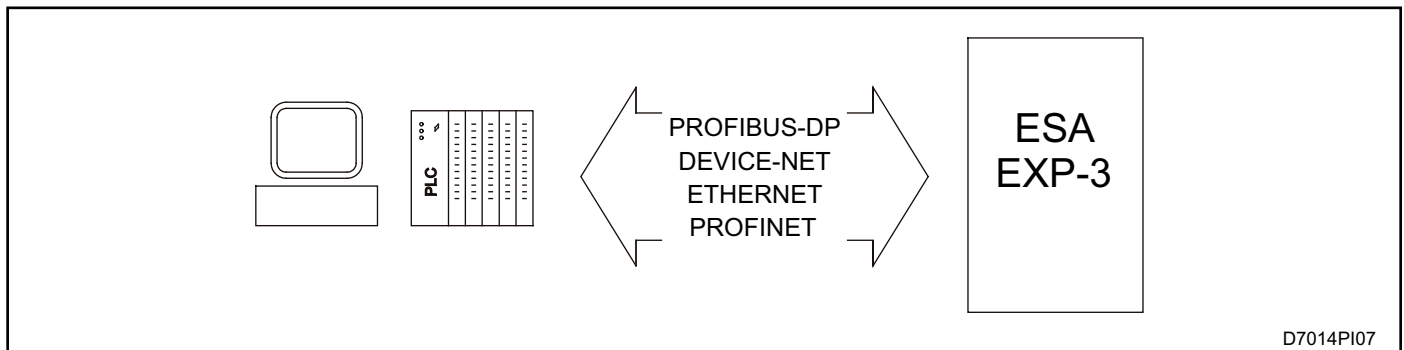 PLC
PROFIBUS-DP
DEVICE-NET
ETHERNET
PROFINET
ESA
EXP-3
D7014PI07